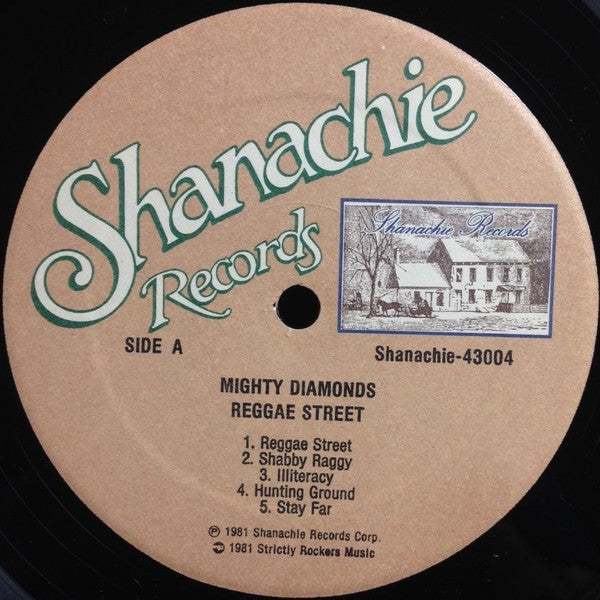 Shanachie
Records
Shanachie Records
SIDE A
Shanachie-43004
MIGHTY DIAMONDS
REGGAE STREET
1. Reggae Street
2. Shabby Raggy
3. Illiteracy
4. Hunting Ground
5. Stay Far
℗ 1981 Shanachie Records Corp.
1981 Strictly Rockers Music